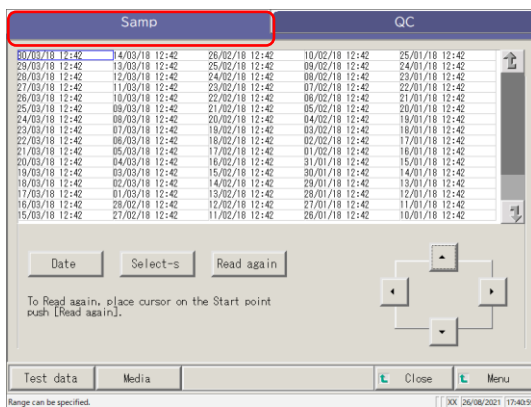 Samp QC
30/03/18 12:42 14/03/18 12:42 26/02/18 12:42 10/02/18 12:42 25/01/18 12:42
29/03/18 12:42 13/03/18 12:42 25/02/18 12:42 09/02/18 12:42 24/01/18 12:42
28/03/18 12:42 12/03/18 12:42 24/02/18 12:42 08/02/18 12:42 23/01/18 12:42
27/03/18 12:42 11/03/18 12:42 23/02/18 12:42 07/02/18 12:42 22/01/18 12:42
26/03/18 12:42 10/03/18 12:42 22/02/18 12:42 06/02/18 12:42 21/01/18 12:42
25/03/18 12:42 09/03/18 12:42 21/02/18 12:42 05/02/18 12:42 20/01/18 12:42
24/03/18 12:42 08/03/18 12:42 20/02/18 12:42 04/02/18 12:42 19/01/18 12:42
23/03/18 12:42 07/03/18 12:42 19/02/18 12:42 03/02/18 12:42 18/01/18 12:42
22/03/18 12:42 06/03/18 12:42 18/02/18 12:42 02/02/18 12:42 17/01/18 12:42
21/03/18 12:42 05/03/18 12:42 17/02/18 12:42 01/02/18 12:42 16/01/18 12:42
20/03/18 12:42 04/03/18 12:42 16/02/18 12:42 31/01/18 12:42 15/01/18 12:42
19/03/18 12:42 03/03/18 12:42 15/02/18 12:42 30/01/18 12:42 14/01/18 12:42
18/03/18 12:42 02/03/18 12:42 14/02/18 12:42 29/01/18 12:42 13/01/18 12:42
17/03/18 12:42 01/03/18 12:42 13/02/18 12:42 28/01/18 12:42 12/01/18 12:42
16/03/18 12:42 28/02/18 12:42 12/02/18 12:42 27/01/18 12:42 11/01/18 12:42
15/03/18 12:42 27/02/18 12:42 11/02/18 12:42 26/01/18 12:42 10/01/18 12:42
Date Select-s Read again
To Read again, place cursor on the Start point
push [Read again].
Test data Media Close Menu
Range can be specified. XX 26/08/2021